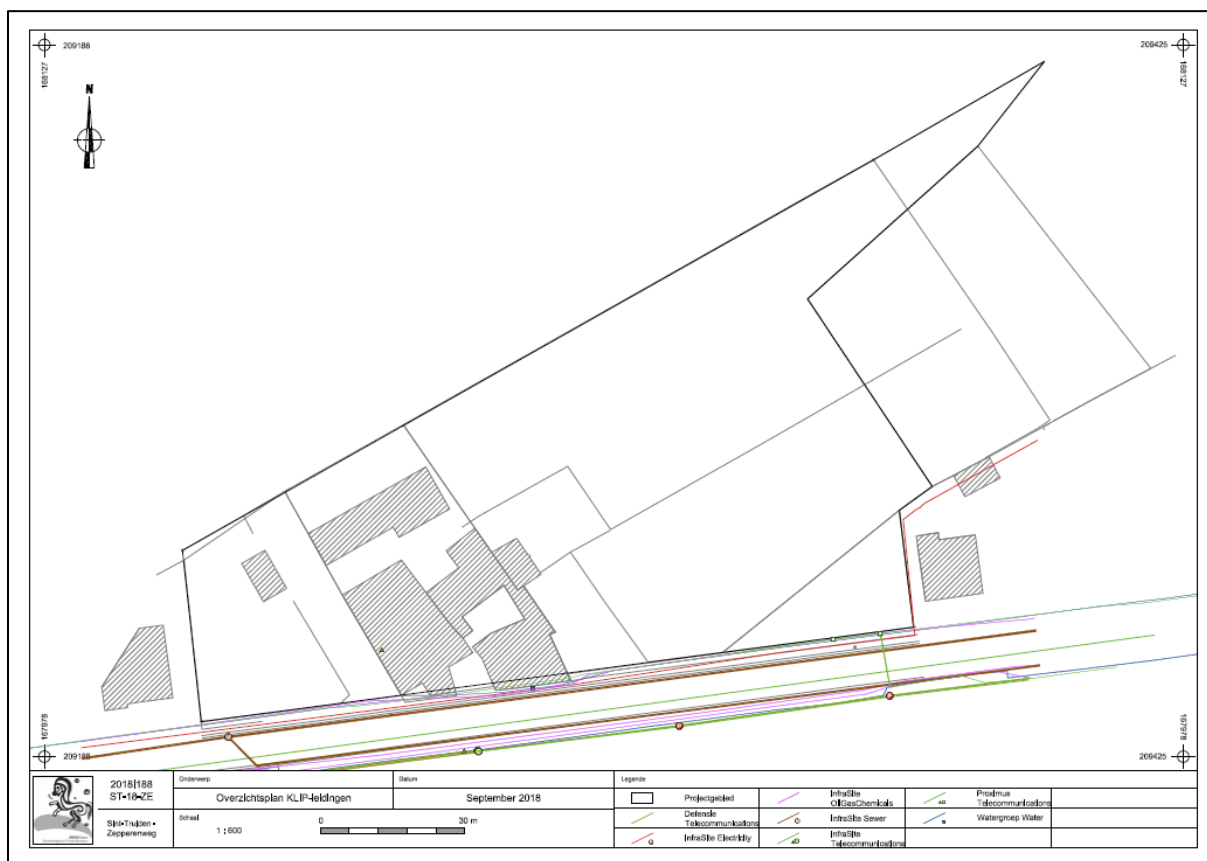 209188
209425
168127
168127
N
167978
167978
209188
209425
2018|188
ST-18-ZE
Sint-Truiden -
Zepperenweg
Onderwerp
Overzichtsplan KLIP-leidingen
Datum
September 2018
Schaal
1 : 600
0
30 m
Legende
Projectgebied
Defensie
Telecommunications
InfraSite Electricity
InfraSite
OilGasChemicals
InfraSite Sewer
InfraSite
Telecommunications
Proximus
Telecommunications
Watergroep Water